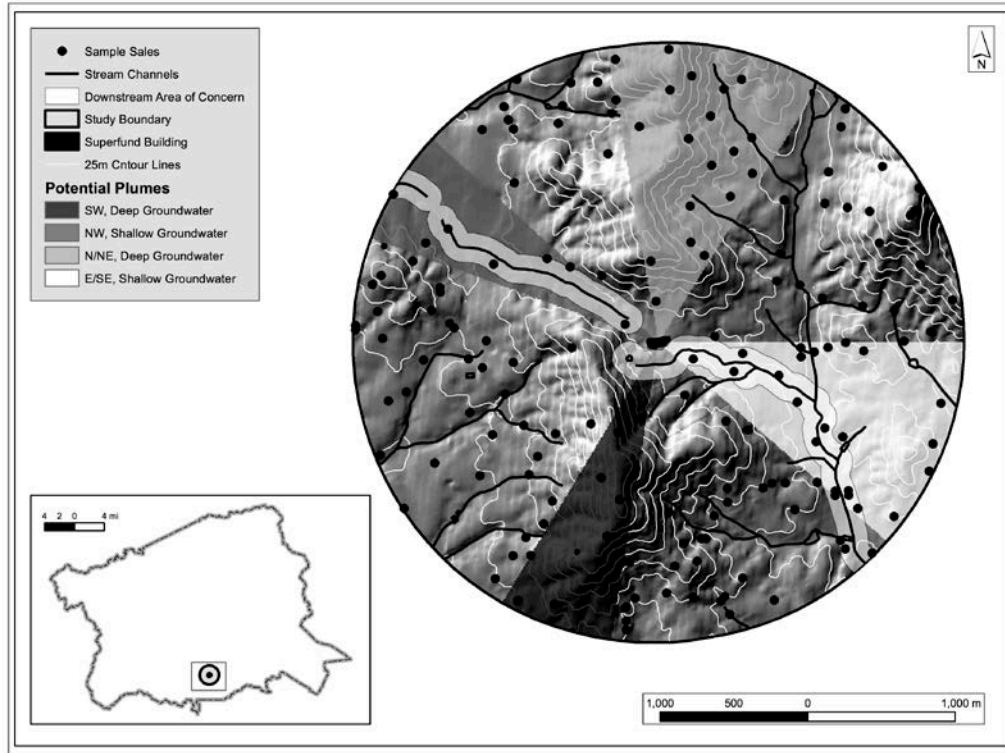 Sample Sales
Stream Channels
Downstream Area of Concern
Study Boundary
Superfund Building
25m Cntour Lines
Potential Plumes
SW, Deep Groundwater
NW, Shallow Groundwater
N/NE, Deep Groundwater
E/SE, Shallow Groundwater
N
4 2 0 4 mi
1,000 500 0 1,000 m